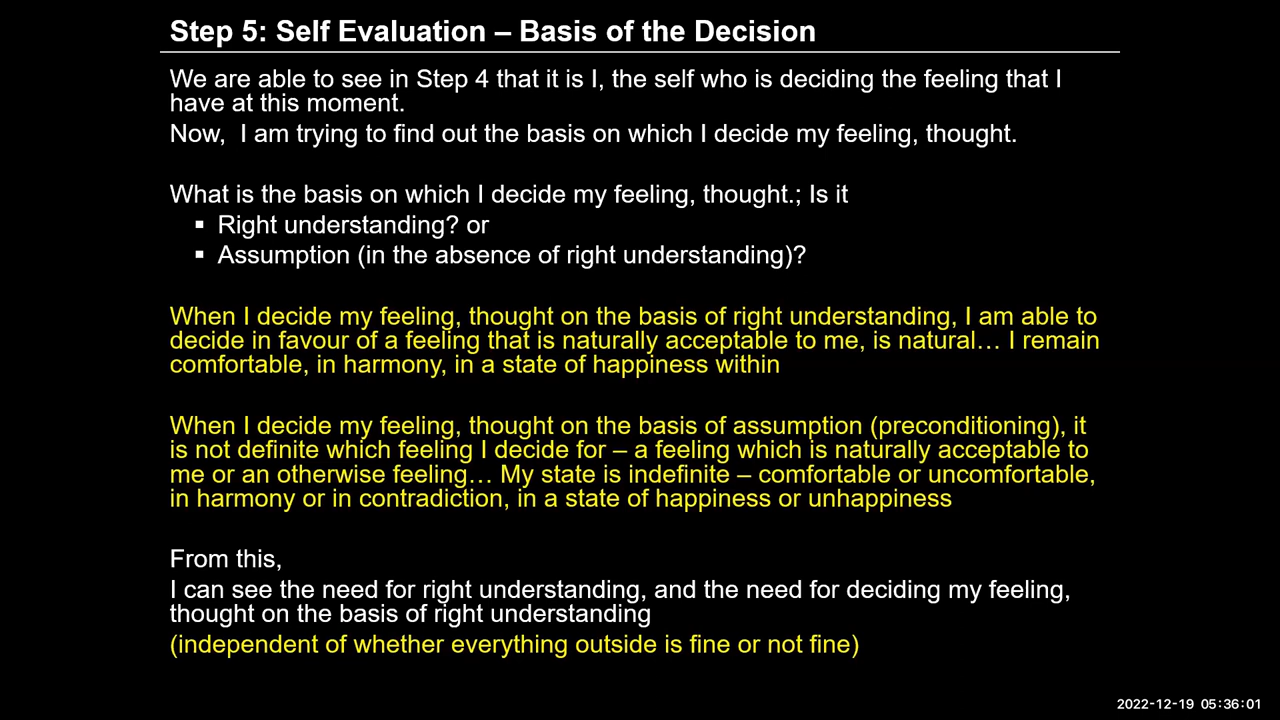 Step 5: Self Evaluation – Basis of the Decision
We are able to see in Step 4 that it is I, the self who is deciding the feeling that I
have at this moment.
Now,  I am trying to find out the basis on which I decide my feeling, thought.
What is the basis on which I decide my feeling, thought.; Is it
▪ Right understanding? or
▪ Assumption (in the absence of right understanding)?
When I decide my feeling, thought on the basis of right understanding, I am able to
decide in favour of a feeling that is naturally acceptable to me, is natural… I remain
comfortable, in harmony, in a state of happiness within
When I decide my feeling, thought on the basis of assumption (preconditioning), it
is not definite which feeling I decide for – a feeling which is naturally acceptable to
me or an otherwise feeling… My state is indefinite – comfortable or uncomfortable,
in harmony or in contradiction, in a state of happiness or unhappiness
From this,
I can see the need for right understanding, and the need for deciding my feeling,
thought on the basis of right understanding
(independent of whether everything outside is fine or not fine)
2022-12-19 05:36:01